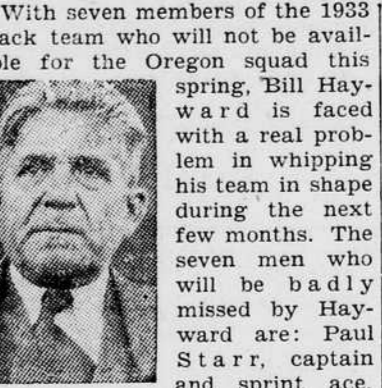 With seven members of the 1933
ack team who will not be avail-
le for the Oregon squad this
spring, Bill Hay-
ward is faced
with a real prob-
lem in whipping
his team in shape
during the next
few months. The
seven men who
will be badly
missed by Hay-
ward are: Paul
Starr, captain
and sprint ace,